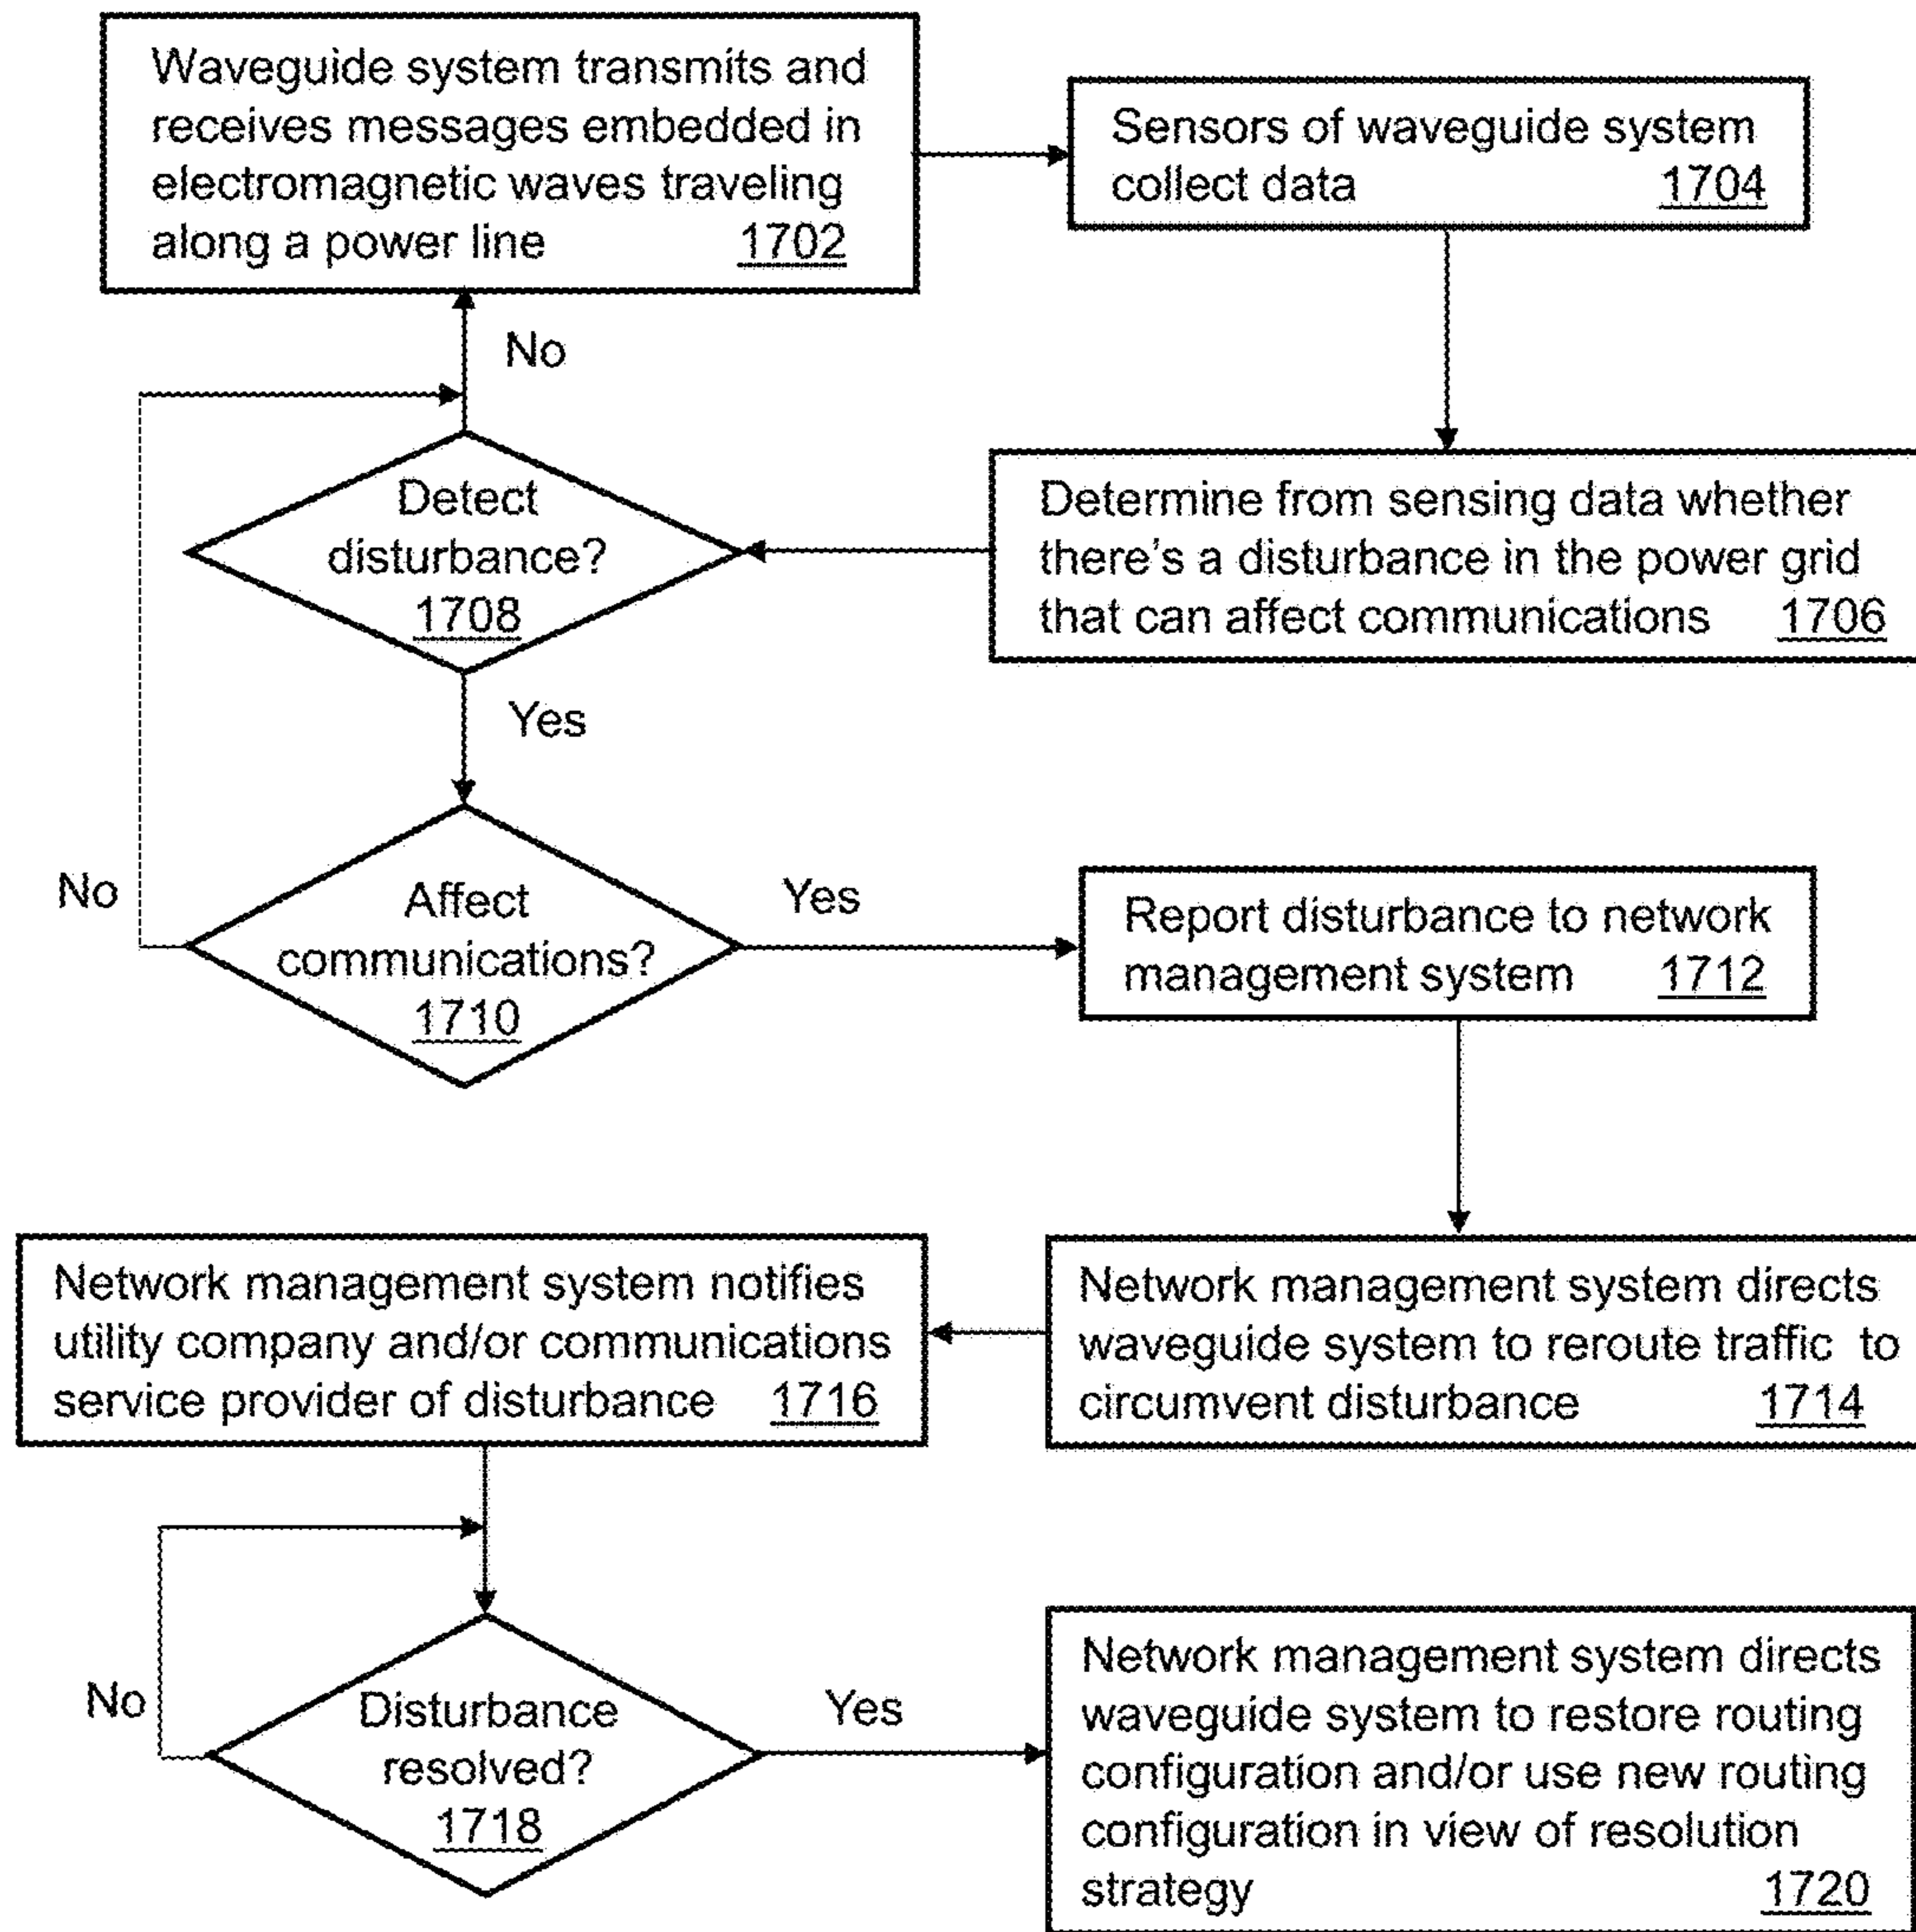 Waveguide system transmits and
receives messages embedded in
electromagnetic waves traveling
along a power line 1702
Sensors of waveguide system
collect data 1704
No
Detect
disturbance?
1708
Determine from sensing data whether
there's a disturbance in the power grid
that can affect communications 1706
Yes
No
Affect
communications?
1710
Yes
Report disturbance to network
management system 1712
Network management system directs
waveguide system to reroute traffic to
circumvent disturbance 1714
Network management system notifies
utility company and/or communications
service provider of disturbance 1716
No
Disturbance
resolved?
1718
Yes
Network management system directs
waveguide system to restore routing
configuration and/or use new routing
configuration in view of resolution
strategy 1720